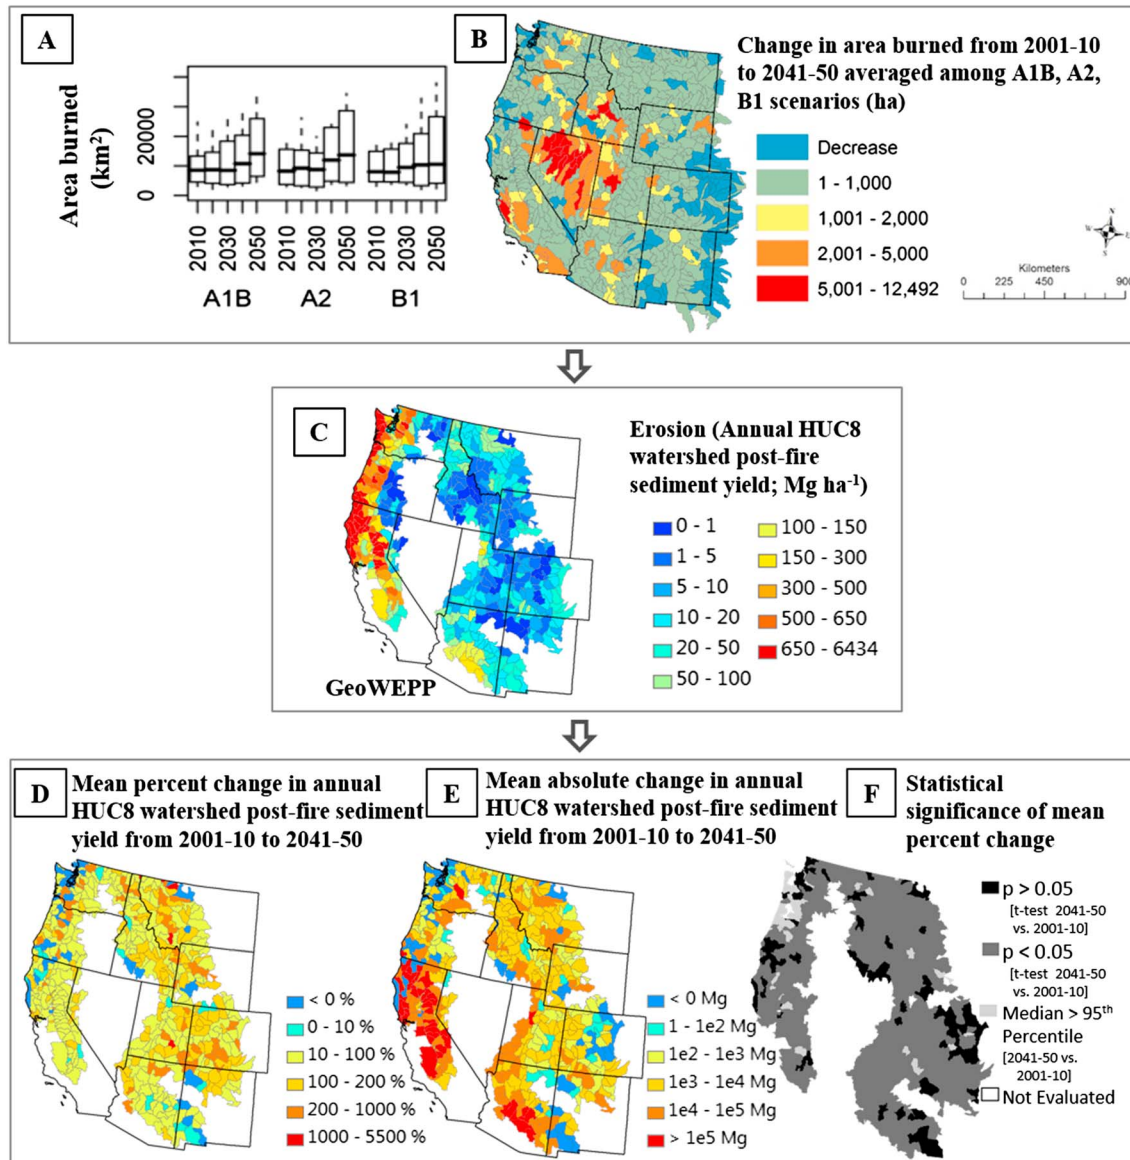 A
Area burned
(km²)
0
20000
2010
2030
2050
2010
2030
2050
2010
2030
2050
A1B
A2
B1
B
Change in area burned from 2001-10
to 2041-50 averaged among A1B, A2,
B1 scenarios (ha)
Decrease
1 - 1,000
1,001 - 2,000
2,001 - 5,000
5,001 - 12,492
N
W
S
Kilometers
0 225 450 900
C
Erosion (Annual HUC8
watershed post-fire
sediment yield; Mg ha⁻¹)
0 - 1
1 - 5
5 - 10
10 - 20
20 - 50
50 - 100
100 - 150
150 - 300
300 - 500
500 - 650
650 - 6434
GeoWEPP
D
Mean percent change in annual
HUC8 watershed post-fire sediment
yield from 2001-10 to 2041-50
< 0 %
0 - 10 %
10 - 100 %
100 - 200 %
200 - 1000 %
1000 - 5500 %
E
Mean absolute change in annual
HUC8 watershed post-fire sediment
yield from 2001-10 to 2041-50
< 0 Mg
1 - 1e2 Mg
1e2 - 1e3 Mg
1e3 - 1e4 Mg
1e4 - 1e5 Mg
> 1e5 Mg
F
Statistical
significance of mean
percent change
p > 0.05
[t-test 2041-50
vs. 2001-10]
p < 0.05
[t-test 2041-50
vs. 2001-10]
Median > 95th
Percentile
[2041-50 vs.
2001-10]
Not Evaluated